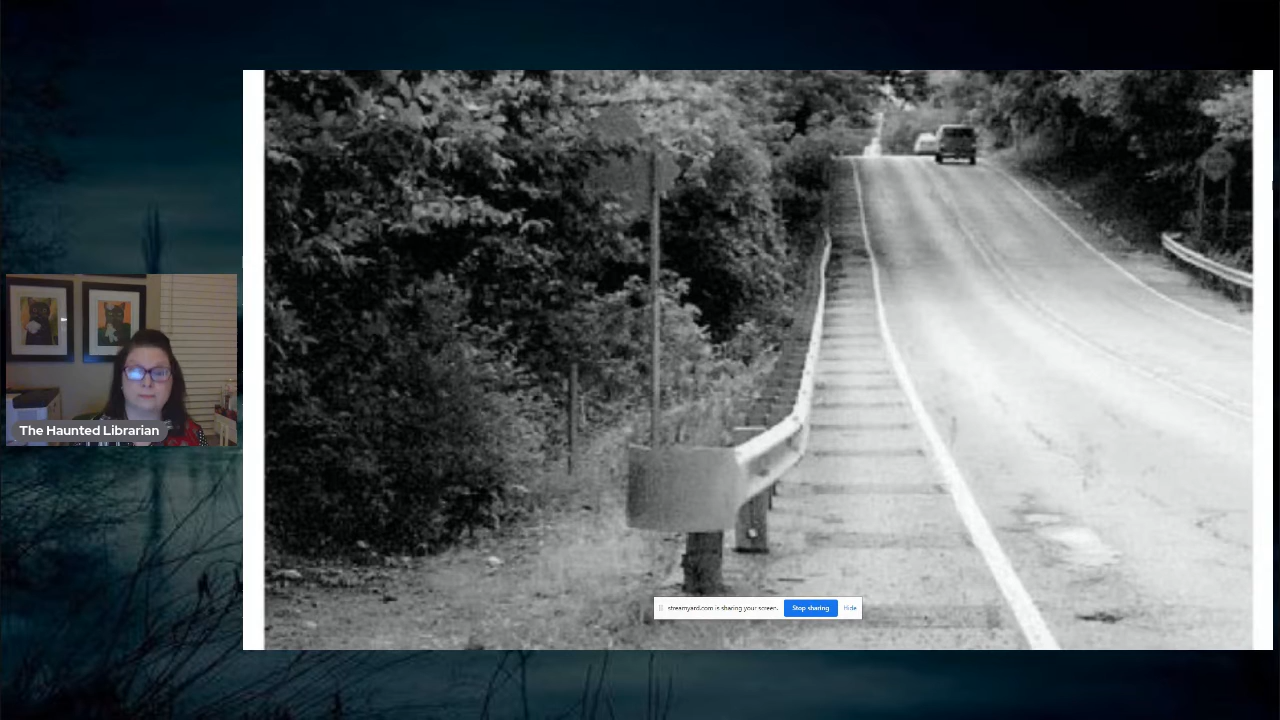 The Haunted Librarian
streamyard.com is sharing your screen.
Stop sharing
Hide